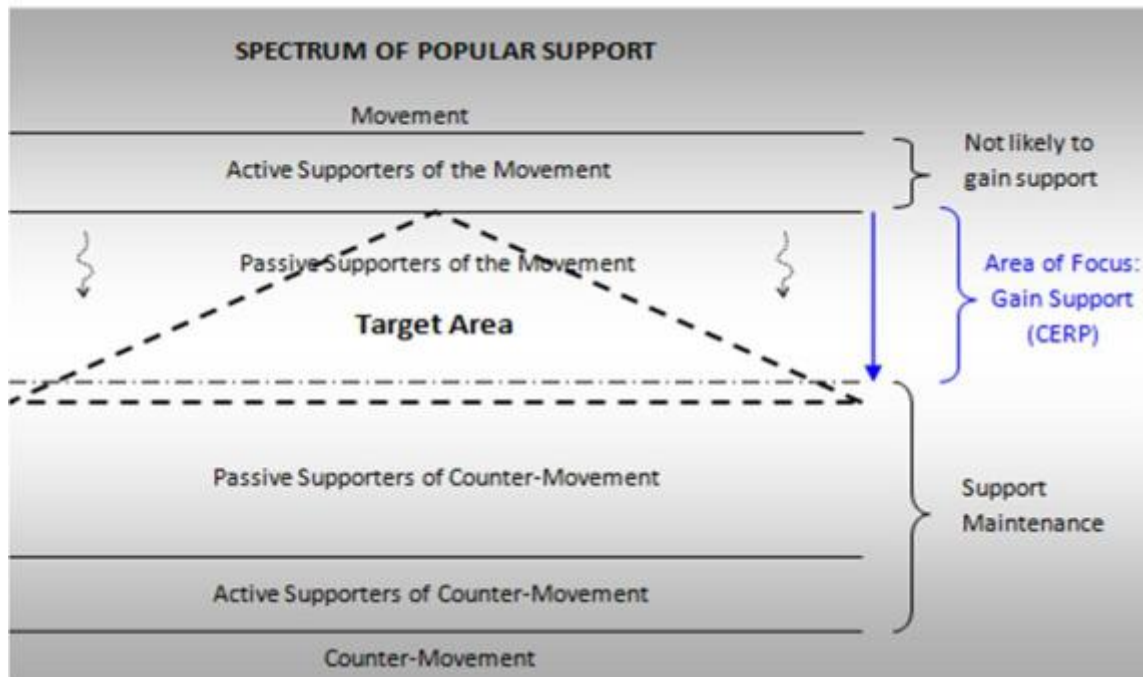 SPECTRUM OF POPULAR SUPPORT
Movement
Active Supporters of the Movement
Not likely to
gain support
Passive Supporters of the Movement
Target Area
Area of Focus:
Gain Support
(CERP)
Passive Supporters of Counter-Movement
Support
Maintenance
Active Supporters of Counter-Movement
Counter-Movement